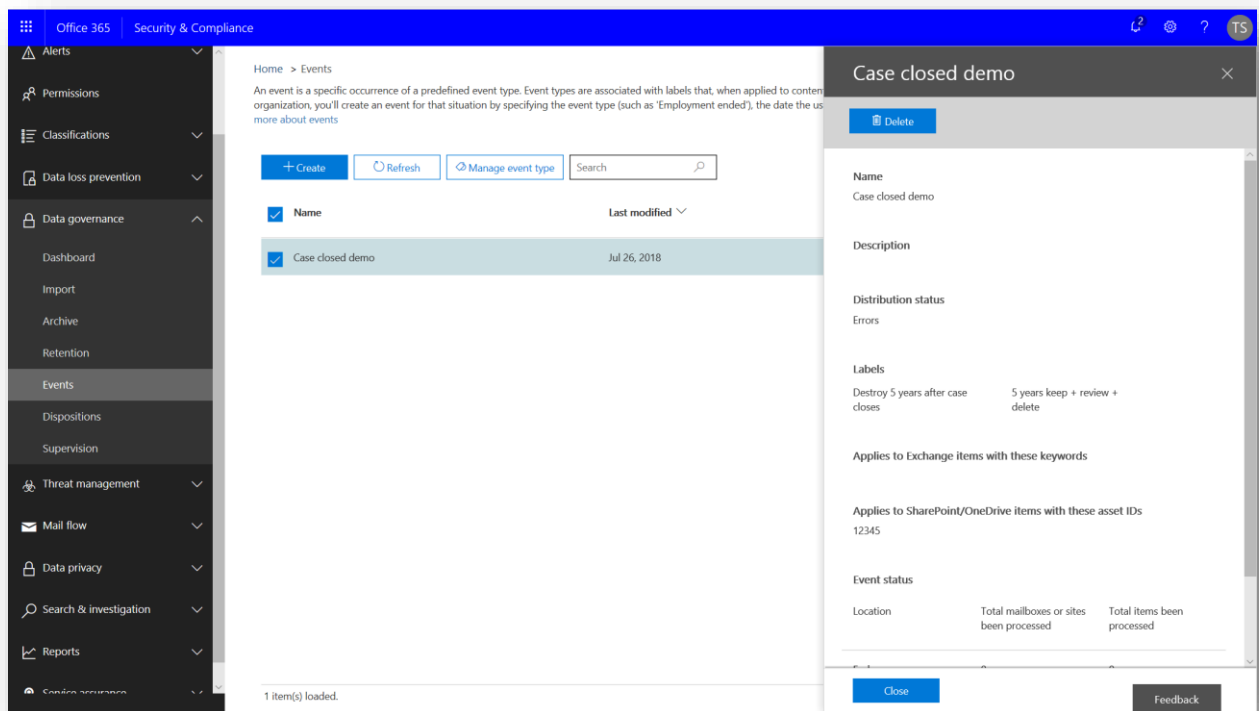 Office 365
Security & Compliance
2
?
TS
Alerts
Permissions
Classifications
Data loss prevention
Data governance
Dashboard
Import
Archive
Retention
Events
Dispositions
Supervision
Threat management
Mail flow
Data privacy
Search & investigation
Reports
Service assurance
Home > Events
An event is a specific occurrence of a predefined event type. Event types are associated with labels that, when applied to conten
organization, you'll create an event for that situation by specifying the event type (such as 'Employment ended'), the date the us
more about events
+ Create
Refresh
Manage event type
Search
Name
Last modified
Case closed demo
Jul 26, 2018
1 item(s) loaded.
Case closed demo
Delete
Name
Case closed demo
Description
Distribution status
Errors
Labels
Destroy 5 years after case
closes
5 years keep + review +
delete
Applies to Exchange items with these keywords
Applies to SharePoint/OneDrive items with these asset IDs
12345
Event status
Location
Total mailboxes or sites
been processed
Total items been
processed
Close
Feedback